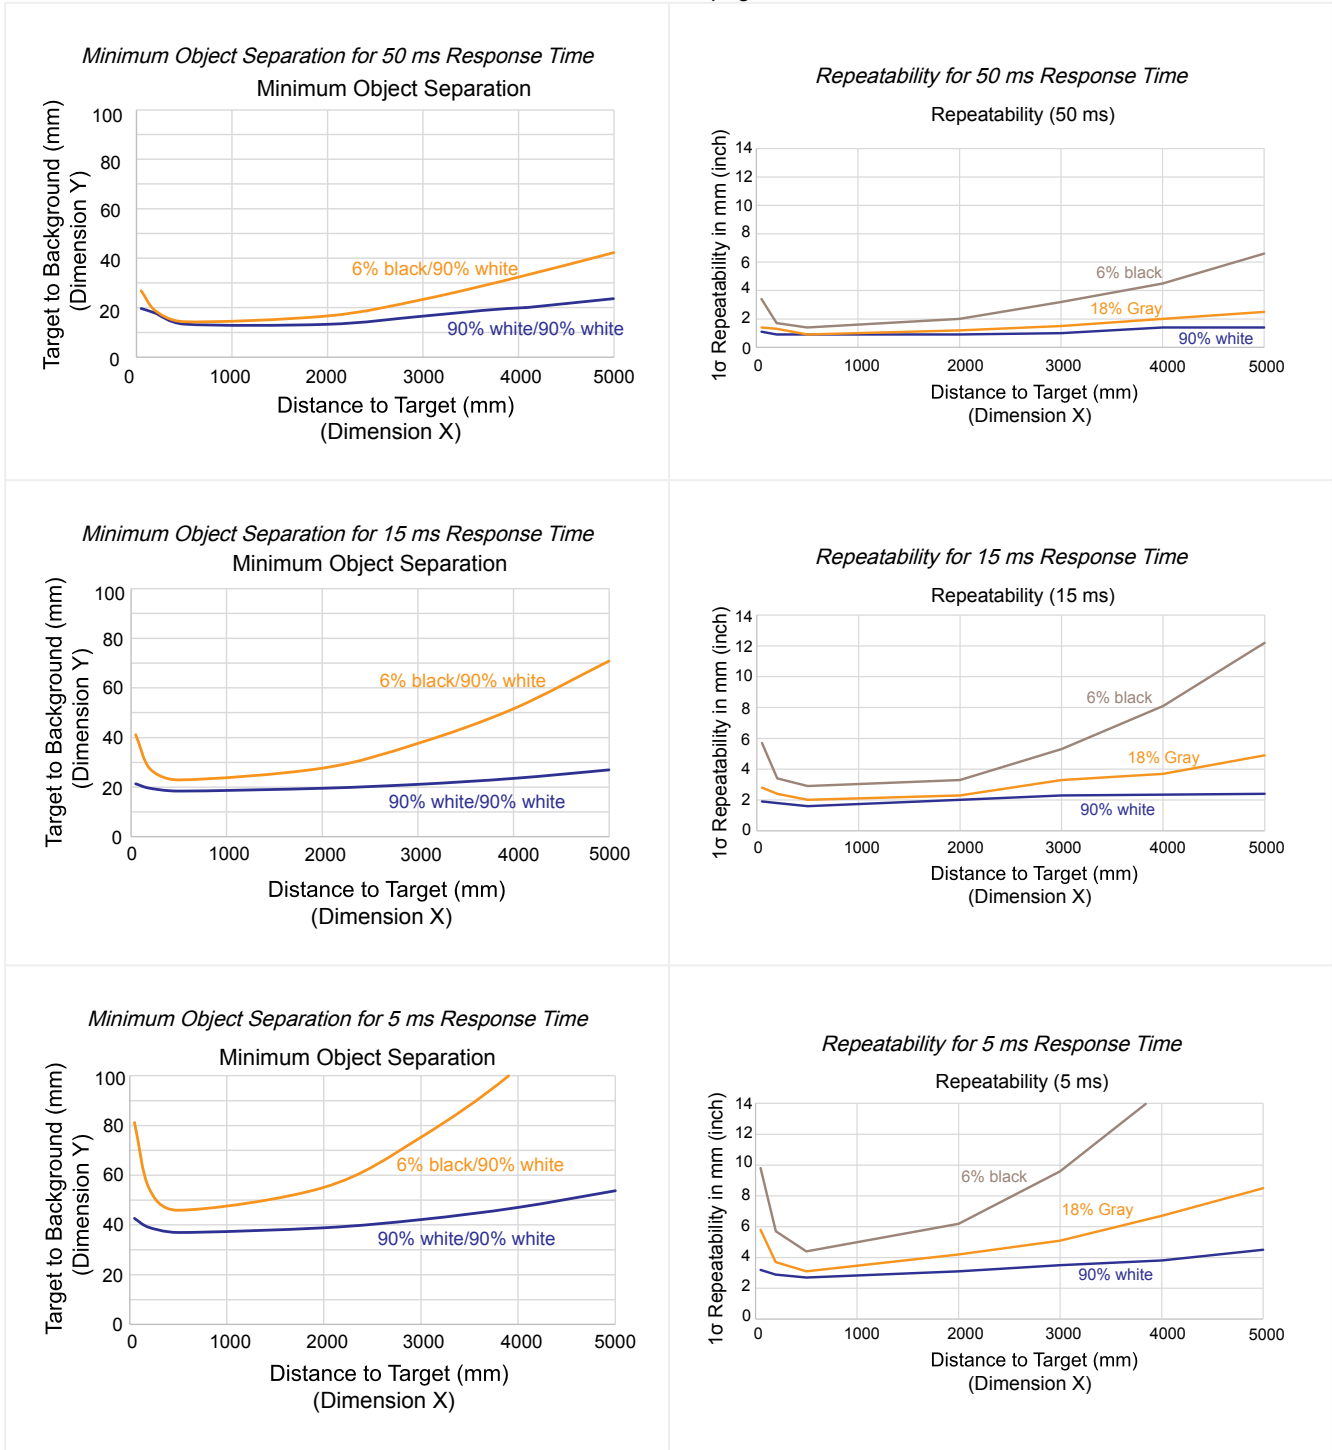 Minimum Object Separation for 50 ms Response Time
Minimum Object Separation
Target to Background (mm)
(Dimension Y)
100
80
60
40
20
0
6% black/90% white
90% white/90% white
0 1000 2000 3000 4000 5000
Distance to Target (mm)
(Dimension X)
Repeatability for 50 ms Response Time
Repeatability (50 ms)
1σ Repeatability in mm (inch)
14
12
10
8
6
4
2
0
6% black
18% Gray
90% white
0 1000 2000 3000 4000 5000
Distance to Target (mm)
(Dimension X)
Minimum Object Separation for 15 ms Response Time
Minimum Object Separation
Target to Background (mm)
(Dimension Y)
100
80
60
40
20
0
6% black/90% white
90% white/90% white
0 1000 2000 3000 4000 5000
Distance to Target (mm)
(Dimension X)
Repeatability for 15 ms Response Time
Repeatability (15 ms)
1σ Repeatability in mm (inch)
14
12
10
8
6
4
2
0
6% black
18% Gray
90% white
0 1000 2000 3000 4000 5000
Distance to Target (mm)
(Dimension X)
Minimum Object Separation for 5 ms Response Time
Minimum Object Separation
Target to Background (mm)
(Dimension Y)
100
80
60
40
20
0
6% black/90% white
90% white/90% white
0 1000 2000 3000 4000 5000
Distance to Target (mm)
(Dimension X)
Repeatability for 5 ms Response Time
Repeatability (5 ms)
1σ Repeatability in mm (inch)
14
12
10
8
6
4
2
0
6% black
18% Gray
90% white
0 1000 2000 3000 4000 5000
Distance to Target (mm)
(Dimension X)